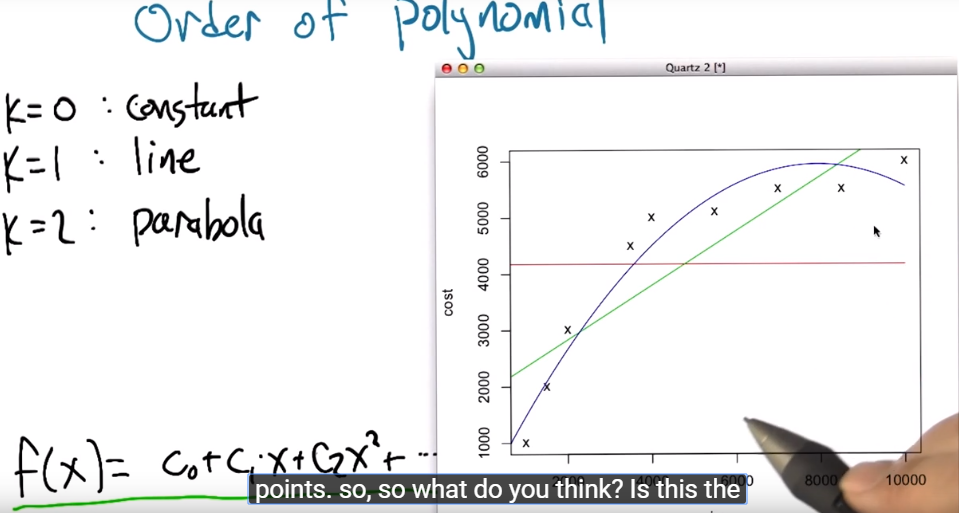 Order of polynomial
K=0 : constant
K=1 : line
K=2 : parabola
Quartz 2 [*]
6000
5000
4000
3000
2000
1000
cost
8000 10000
f(x)= c₀+c₁·x+c₂x²+ ...
points. so, so what do you think? Is this the